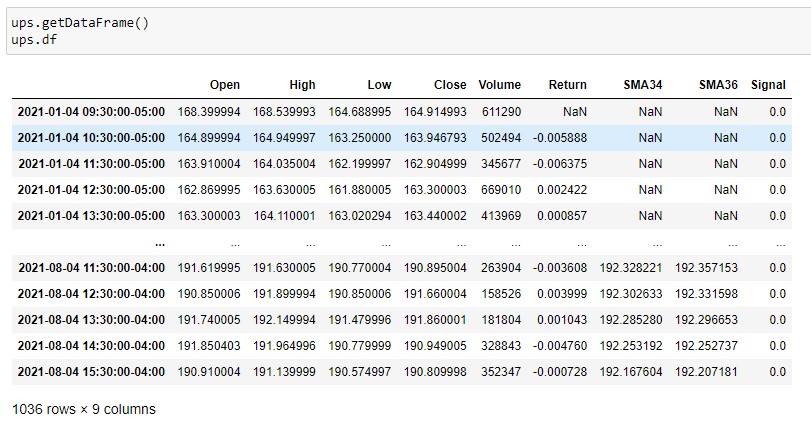 ups.getDataFrame()
ups.df
Open High Low Close Volume Return SMA34 SMA36 Signal
2021-01-04 09:30:00-05:00 168.399994 168.539993 164.688995 164.914993 611290 NaN NaN NaN 0.0
2021-01-04 10:30:00-05:00 164.899994 164.949997 163.250000 163.946793 502494 -0.005888 NaN NaN 0.0
2021-01-04 11:30:00-05:00 163.910004 164.035004 162.199997 162.904999 345677 -0.006375 NaN NaN 0.0
2021-01-04 12:30:00-05:00 162.869995 163.630005 161.880005 163.300003 669010 0.002422 NaN NaN 0.0
2021-01-04 13:30:00-05:00 163.300003 164.110001 163.020294 163.440002 413969 0.000857 NaN NaN 0.0
... ... ... ... ... ... ... ... ... ...
2021-08-04 11:30:00-04:00 191.619995 191.630005 190.770004 190.895004 263904 -0.003608 192.328221 192.357153 0.0
2021-08-04 12:30:00-04:00 190.850006 191.899994 190.850006 191.660004 158526 0.003999 192.302633 192.331598 0.0
2021-08-04 13:30:00-04:00 191.740005 192.149994 191.479996 191.860001 181804 0.001043 192.285280 192.296653 0.0
2021-08-04 14:30:00-04:00 191.850403 191.964996 190.779999 190.949005 328843 -0.004760 192.253192 192.252737 0.0
2021-08-04 15:30:00-04:00 190.910004 191.139999 190.574997 190.809998 352347 -0.000728 192.167604 192.207181 0.0
1036 rows × 9 columns